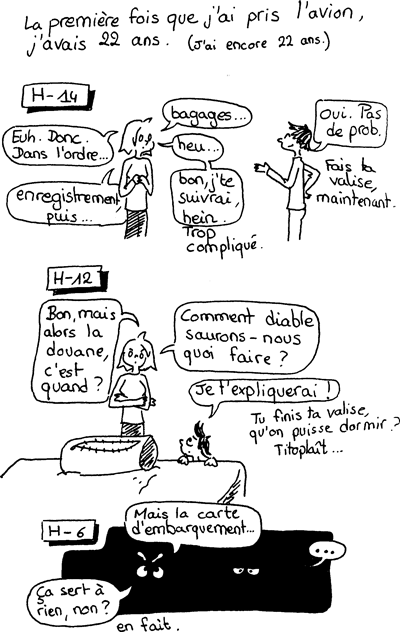 La première fois que j'ai pris l'avion,
j'avais 22 ans. (J'ai encore 22 ans.)
H-14
Euh. Donc.
Dans l'ordre...
enregistrement,
puis...
bagages...
heu...
bon, j'te
suivrai,
hein.
Trop
compliqué.
Oui. Pas
de prob.
Fais ta
valise,
maintenant.
H-12
Bon, mais
alors la
douane,
c'est
quand ?
Comment diable
saurons-nous
quoi faire ?
Je t'expliquerai !
Tu finis ta valise,
qu'on puisse dormir ?
Titoplaît...
H-6
Mais la carte
d'embarquement...
...
Ça sert à
rien, non ?
en fait.